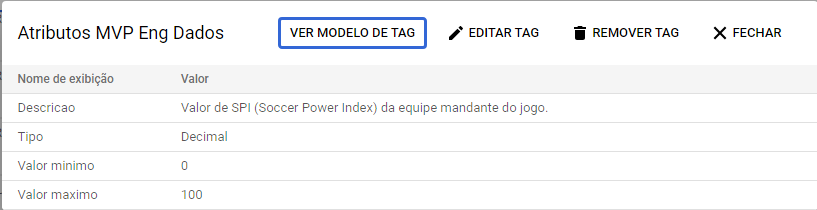 Atributos MVP Eng Dados VER MODELO DE TAG EDITAR TAG REMOVER TAG FECHAR
Nome de exibição Valor
Descricao Valor de SPI (Soccer Power Index) da equipe mandante do jogo.
Tipo Decimal
Valor minimo 0
Valor maximo 100